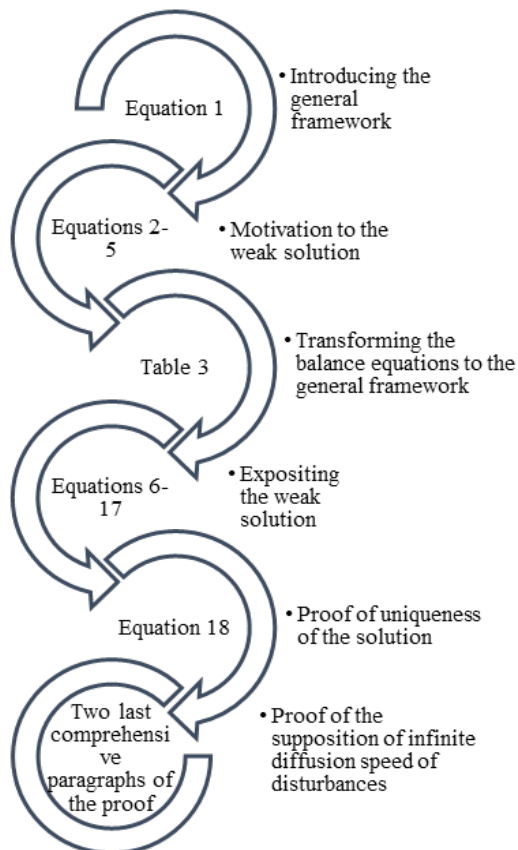 Equation 1
• Introducing the
general
framework
Equations 2-
5
• Motivation to the
weak solution
Table 3
• Transforming the
balance equations to the
general framework
Equations 6-
17
• Expositing
the weak
solution
Equation 18
• Proof of uniqueness
of the solution
Two last
comprehensi
ve
paragraphs of
the proof
• Proof of the
supposition of infinite
diffusion speed of
disturbances